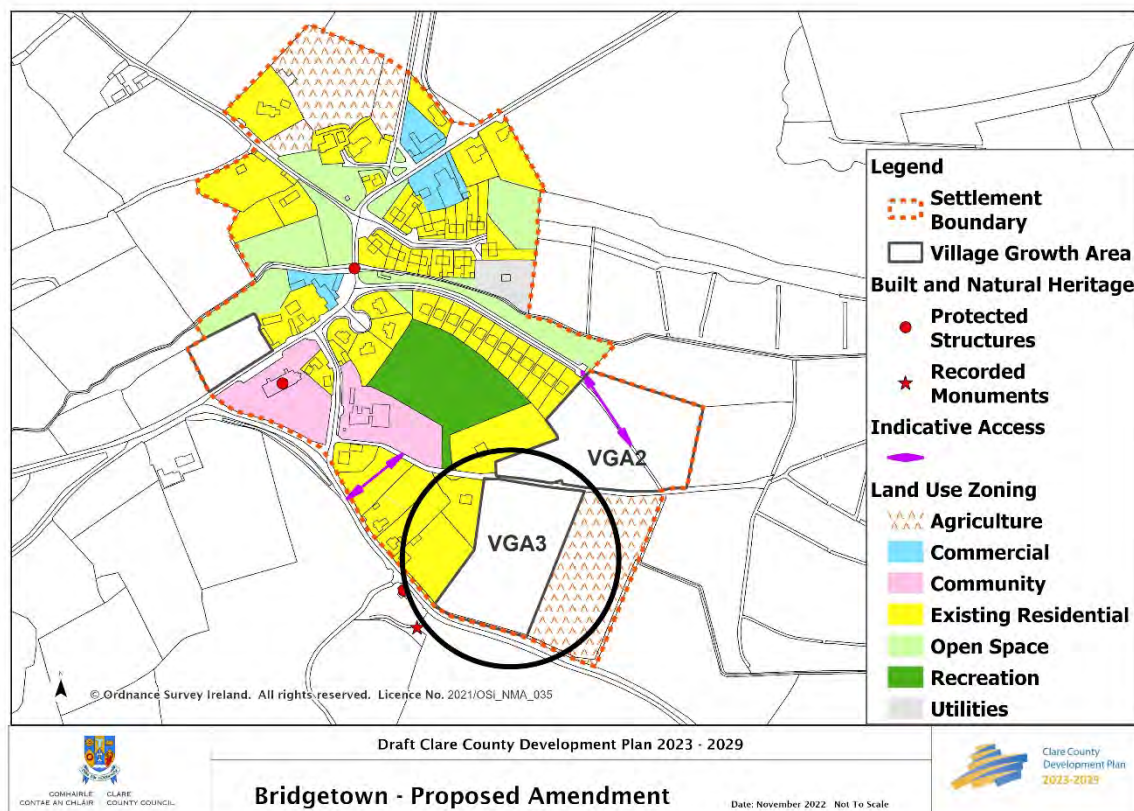 VGA2
VGA3
© Ordnance Survey Ireland. All rights reserved. Licence No. 2021/OSi_NMA_035
Legend
Settlement
Boundary
Village Growth Area
Built and Natural Heritage
Protected
Structures
Recorded
Monuments
Indicative Access
Land Use Zoning
Agriculture
Commercial
Community
Existing Residential
Open Space
Recreation
Utilities
COMHAIRLE
CONTAE AN CHLÁIR
CLARE
COUNTY COUNCIL
Draft Clare County Development Plan 2023 - 2029
Bridgetown - Proposed Amendment
Date: November 2022 Not To Scale
Clare County
Development Plan
2023-2029